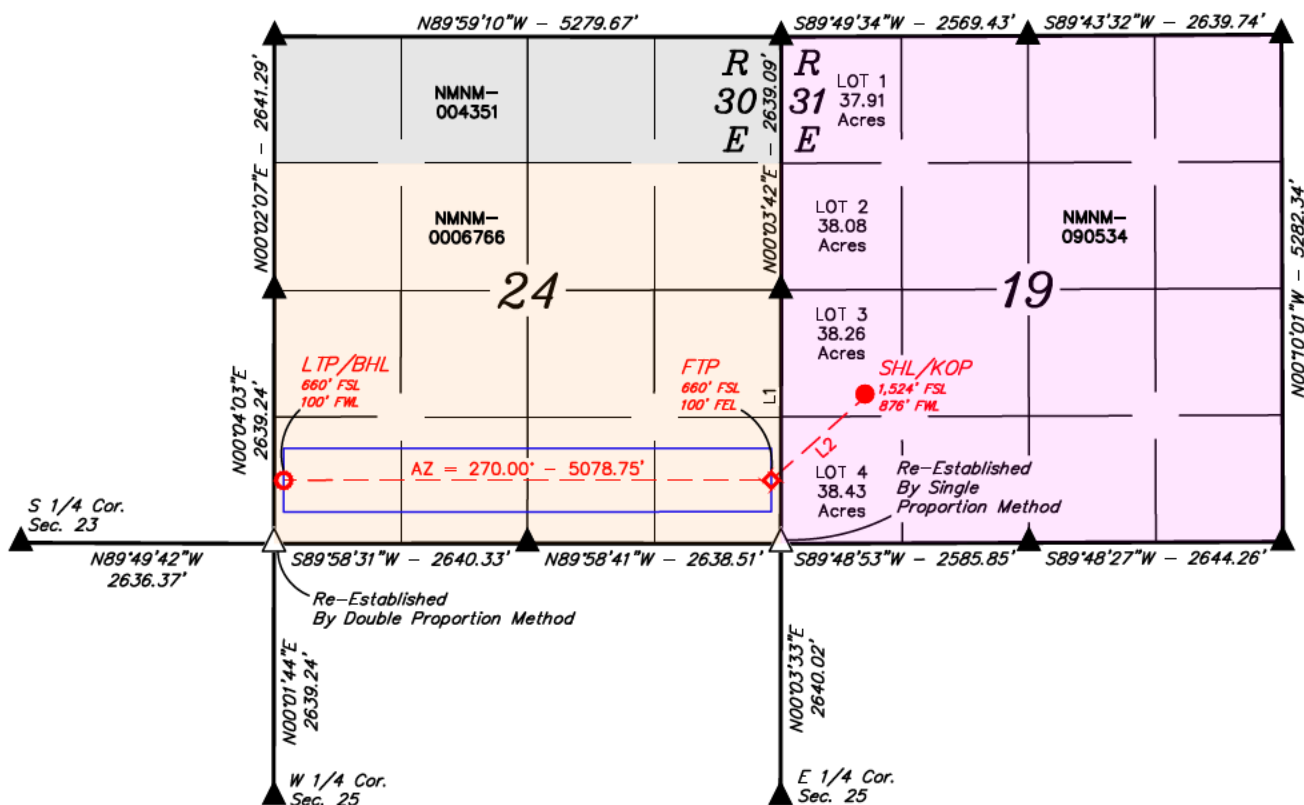 N89°59'10"W - 5279.67'
S89°49'34"W - 2569.43'
S89°43'32"W - 2639.74'
N00°02'07"E - 2641.29'
NMNM-
004351
R
30
E
N00°03'42"E - 2639.09'
R
31
E
LOT 1
37.91
Acres
NMNM-
0006766
LOT 2
38.08
Acres
NMNM-
090534
N00°10'01"W - 5282.34'
24
19
LOT 3
38.26
Acres
N00°04'03"E
2639.24'
LTP/BHL
660' FSL
100' FWL
FTP
660' FSL
100' FEL
L1
SHL/KOP
1,524' FSL
876' FWL
L2
AZ = 270.00° - 5078.75'
LOT 4
38.43
Acres
Re-Established
By Single
Proportion Method
S 1/4 Cor.
Sec. 23
N89°49'42"W
2636.37'
S89°58'31"W - 2640.33'
N89°58'41"W - 2638.51'
S89°48'53"W - 2585.85'
S89°48'27"W - 2644.26'
Re-Established
By Double Proportion Method
N00°01'44"E
2639.24'
N00°03'33"E
2640.02'
W 1/4 Cor.
Sec. 25
E 1/4 Cor.
Sec. 25